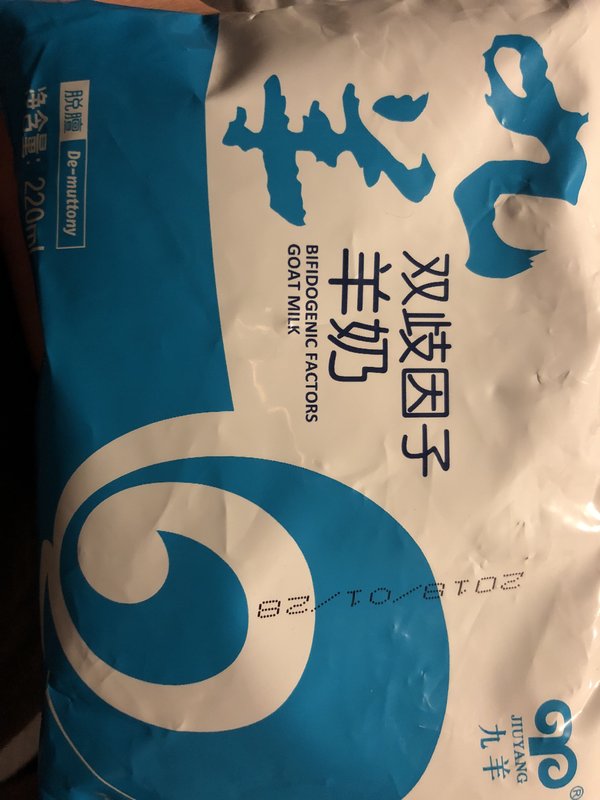 九羊
双歧因子
羊奶
BIFIDOGENIC FACTORS
GOAT MILK
脱膻 De-muttony
净含量: 220ml
2018/01/28
®
JIUYANG
九羊